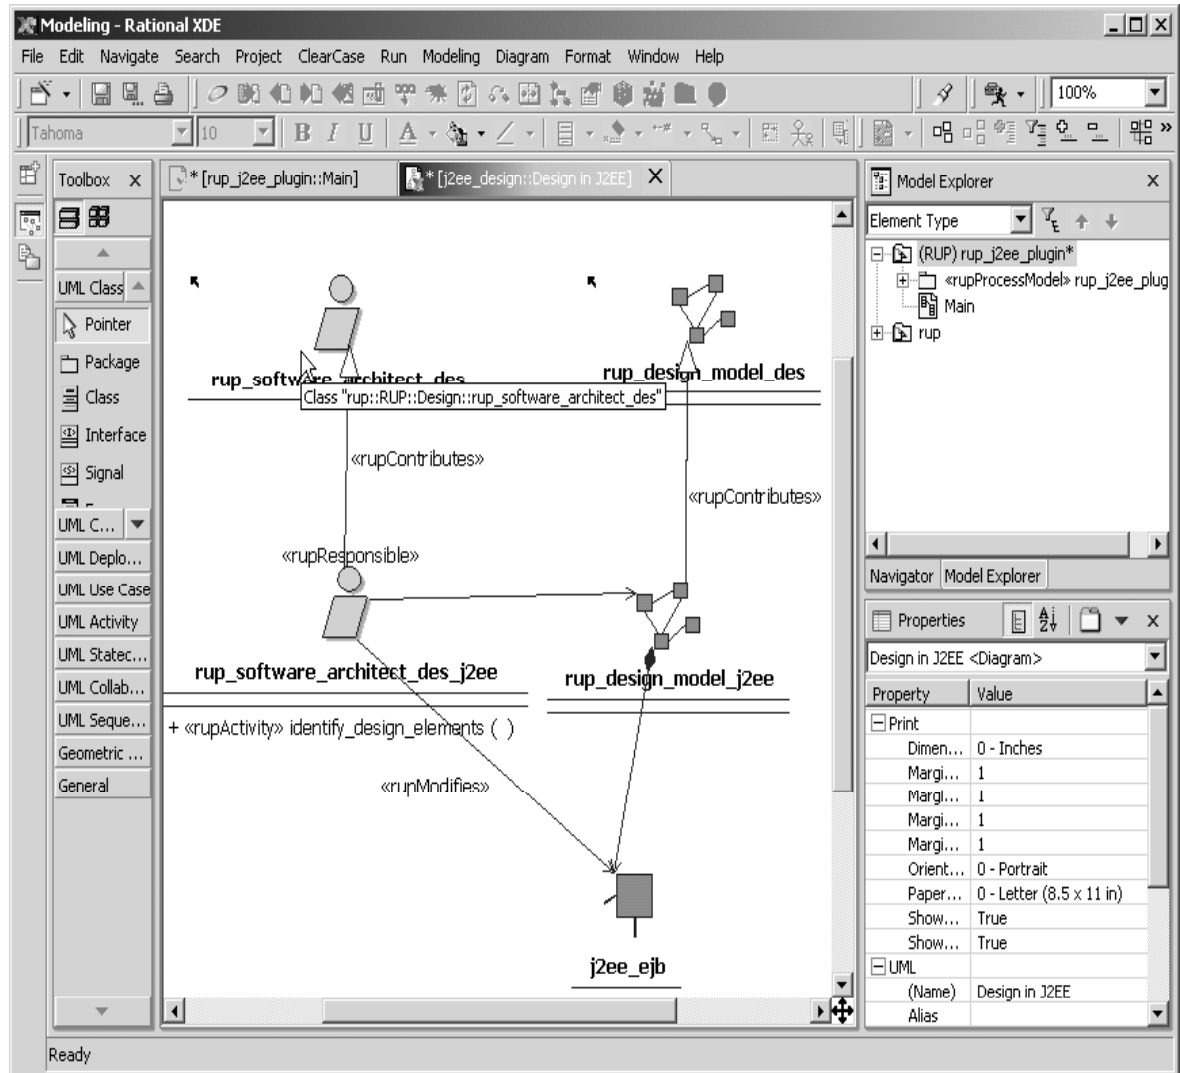 Modeling - Rational XDE
File Edit Navigate Search Project ClearCase Run Modeling Diagram Format Window Help
100%
Tahoma 10 B I U A
Toolbox X
UML Class
Pointer
Package
Class
Interface
Signal
UML C...
UML Deplo...
UML Use Case
UML Activity
UML Statec...
UML Collab...
UML Seque...
Geometric ...
General
* [rup_j2ee_plugin::Main] * [j2ee_design::Design in J2EE] X
rup_software_architect_des
rup_design_model_des
Class "rup::RUP::Design::rup_software_architect_des"
«rupContributes»
«rupContributes»
«rupResponsible»
rup_software_architect_des_j2ee
rup_design_model_j2ee
+ «rupActivity» identify_design_elements ( )
«rupModifies»
j2ee_ejb
Model Explorer X
Element Type
(RUP) rup_j2ee_plugin*
«rupProcessModel» rup_j2ee_plug
Main
rup
Navigator Model Explorer
Properties X
Design in J2EE <Diagram>
Property Value
Print
Dimen... 0 - Inches
Margi... 1
Margi... 1
Margi... 1
Margi... 1
Orient... 0 - Portrait
Paper... 0 - Letter (8.5 x 11 in)
Show... True
Show... True
UML
(Name) Design in J2EE
Alias
Ready